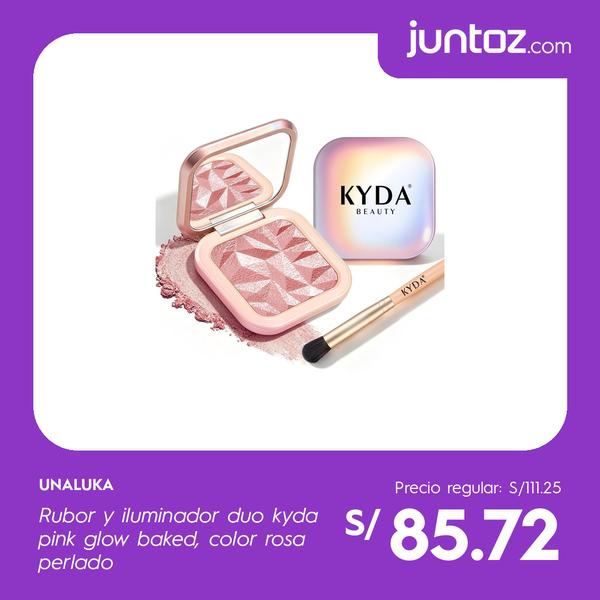 juntoz.com
KYDA®
BEAUTY
KYDA®
UNALUKA
Rubor y iluminador duo kyda
pink glow baked, color rosa
perlado
Precio regular: S/111.25
S/85.72